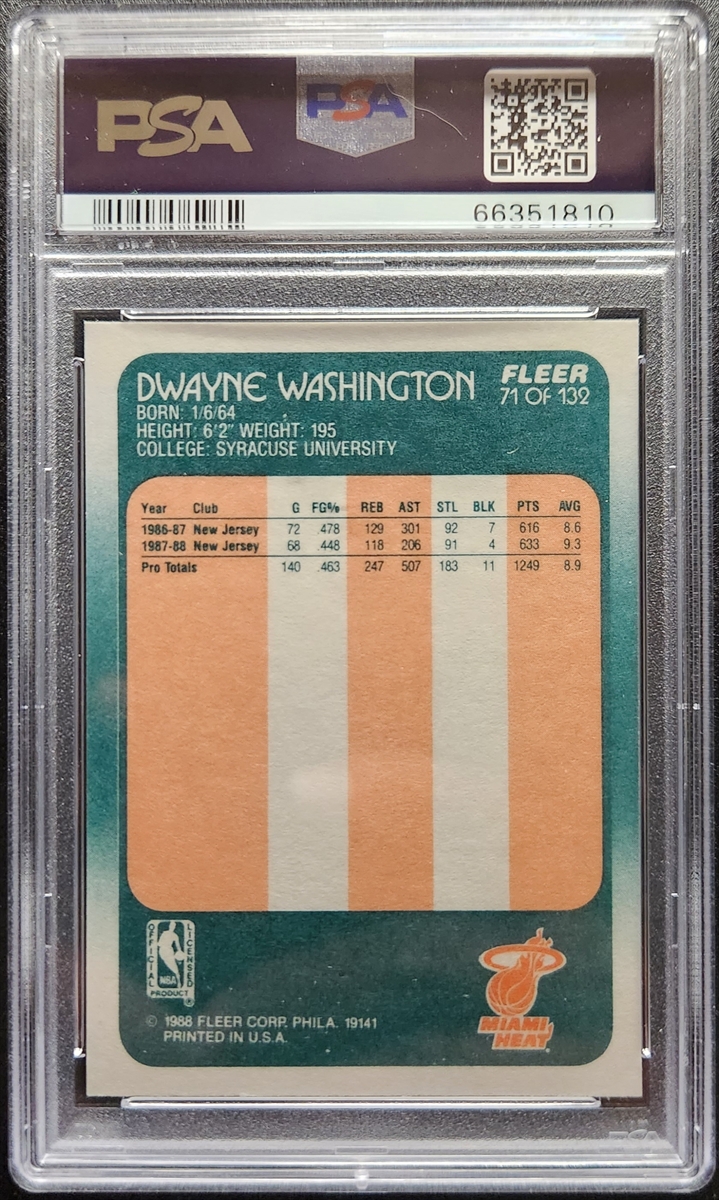 PSA
PSA
66351810
DWAYNE WASHINGTON
FLEER
71 OF 132
BORN: 1/6/64
HEIGHT: 6'2" WEIGHT: 195
COLLEGE: SYRACUSE UNIVERSITY
Year Club G FG% REB AST STL BLK PTS AVG
1986-87 New Jersey 72 .478 129 301 92 7 616 8.6
1987-88 New Jersey 68 .448 118 206 91 4 633 9.3
Pro Totals 140 .463 247 507 183 11 1249 8.9
OFFICIAL LICENSED
NBA
PRODUCT ®
© 1988 FLEER CORP. PHILA. 19141
PRINTED IN U.S.A.
MIAMI
HEAT
PSA